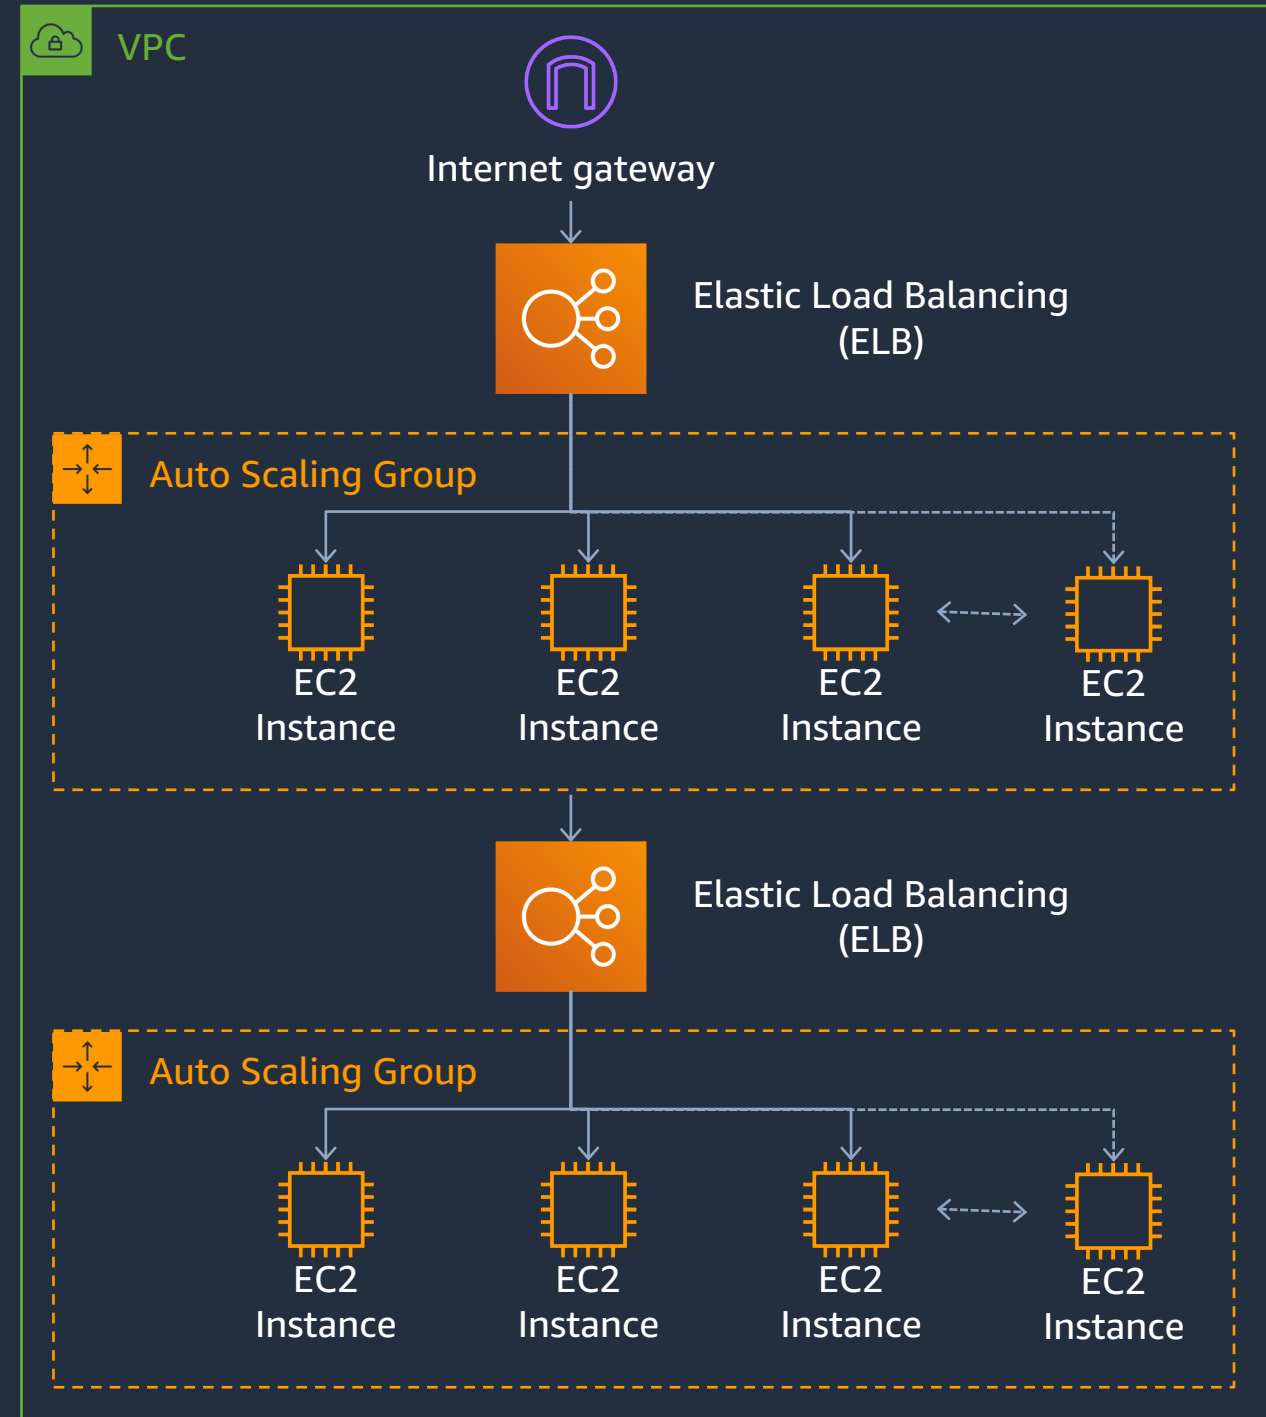 VPC
Internet gateway
Elastic Load Balancing
(ELB)
Auto Scaling Group
EC2
Instance
EC2
Instance
EC2
Instance
EC2
Instance
Elastic Load Balancing
(ELB)
Auto Scaling Group
EC2
Instance
EC2
Instance
EC2
Instance
EC2
Instance